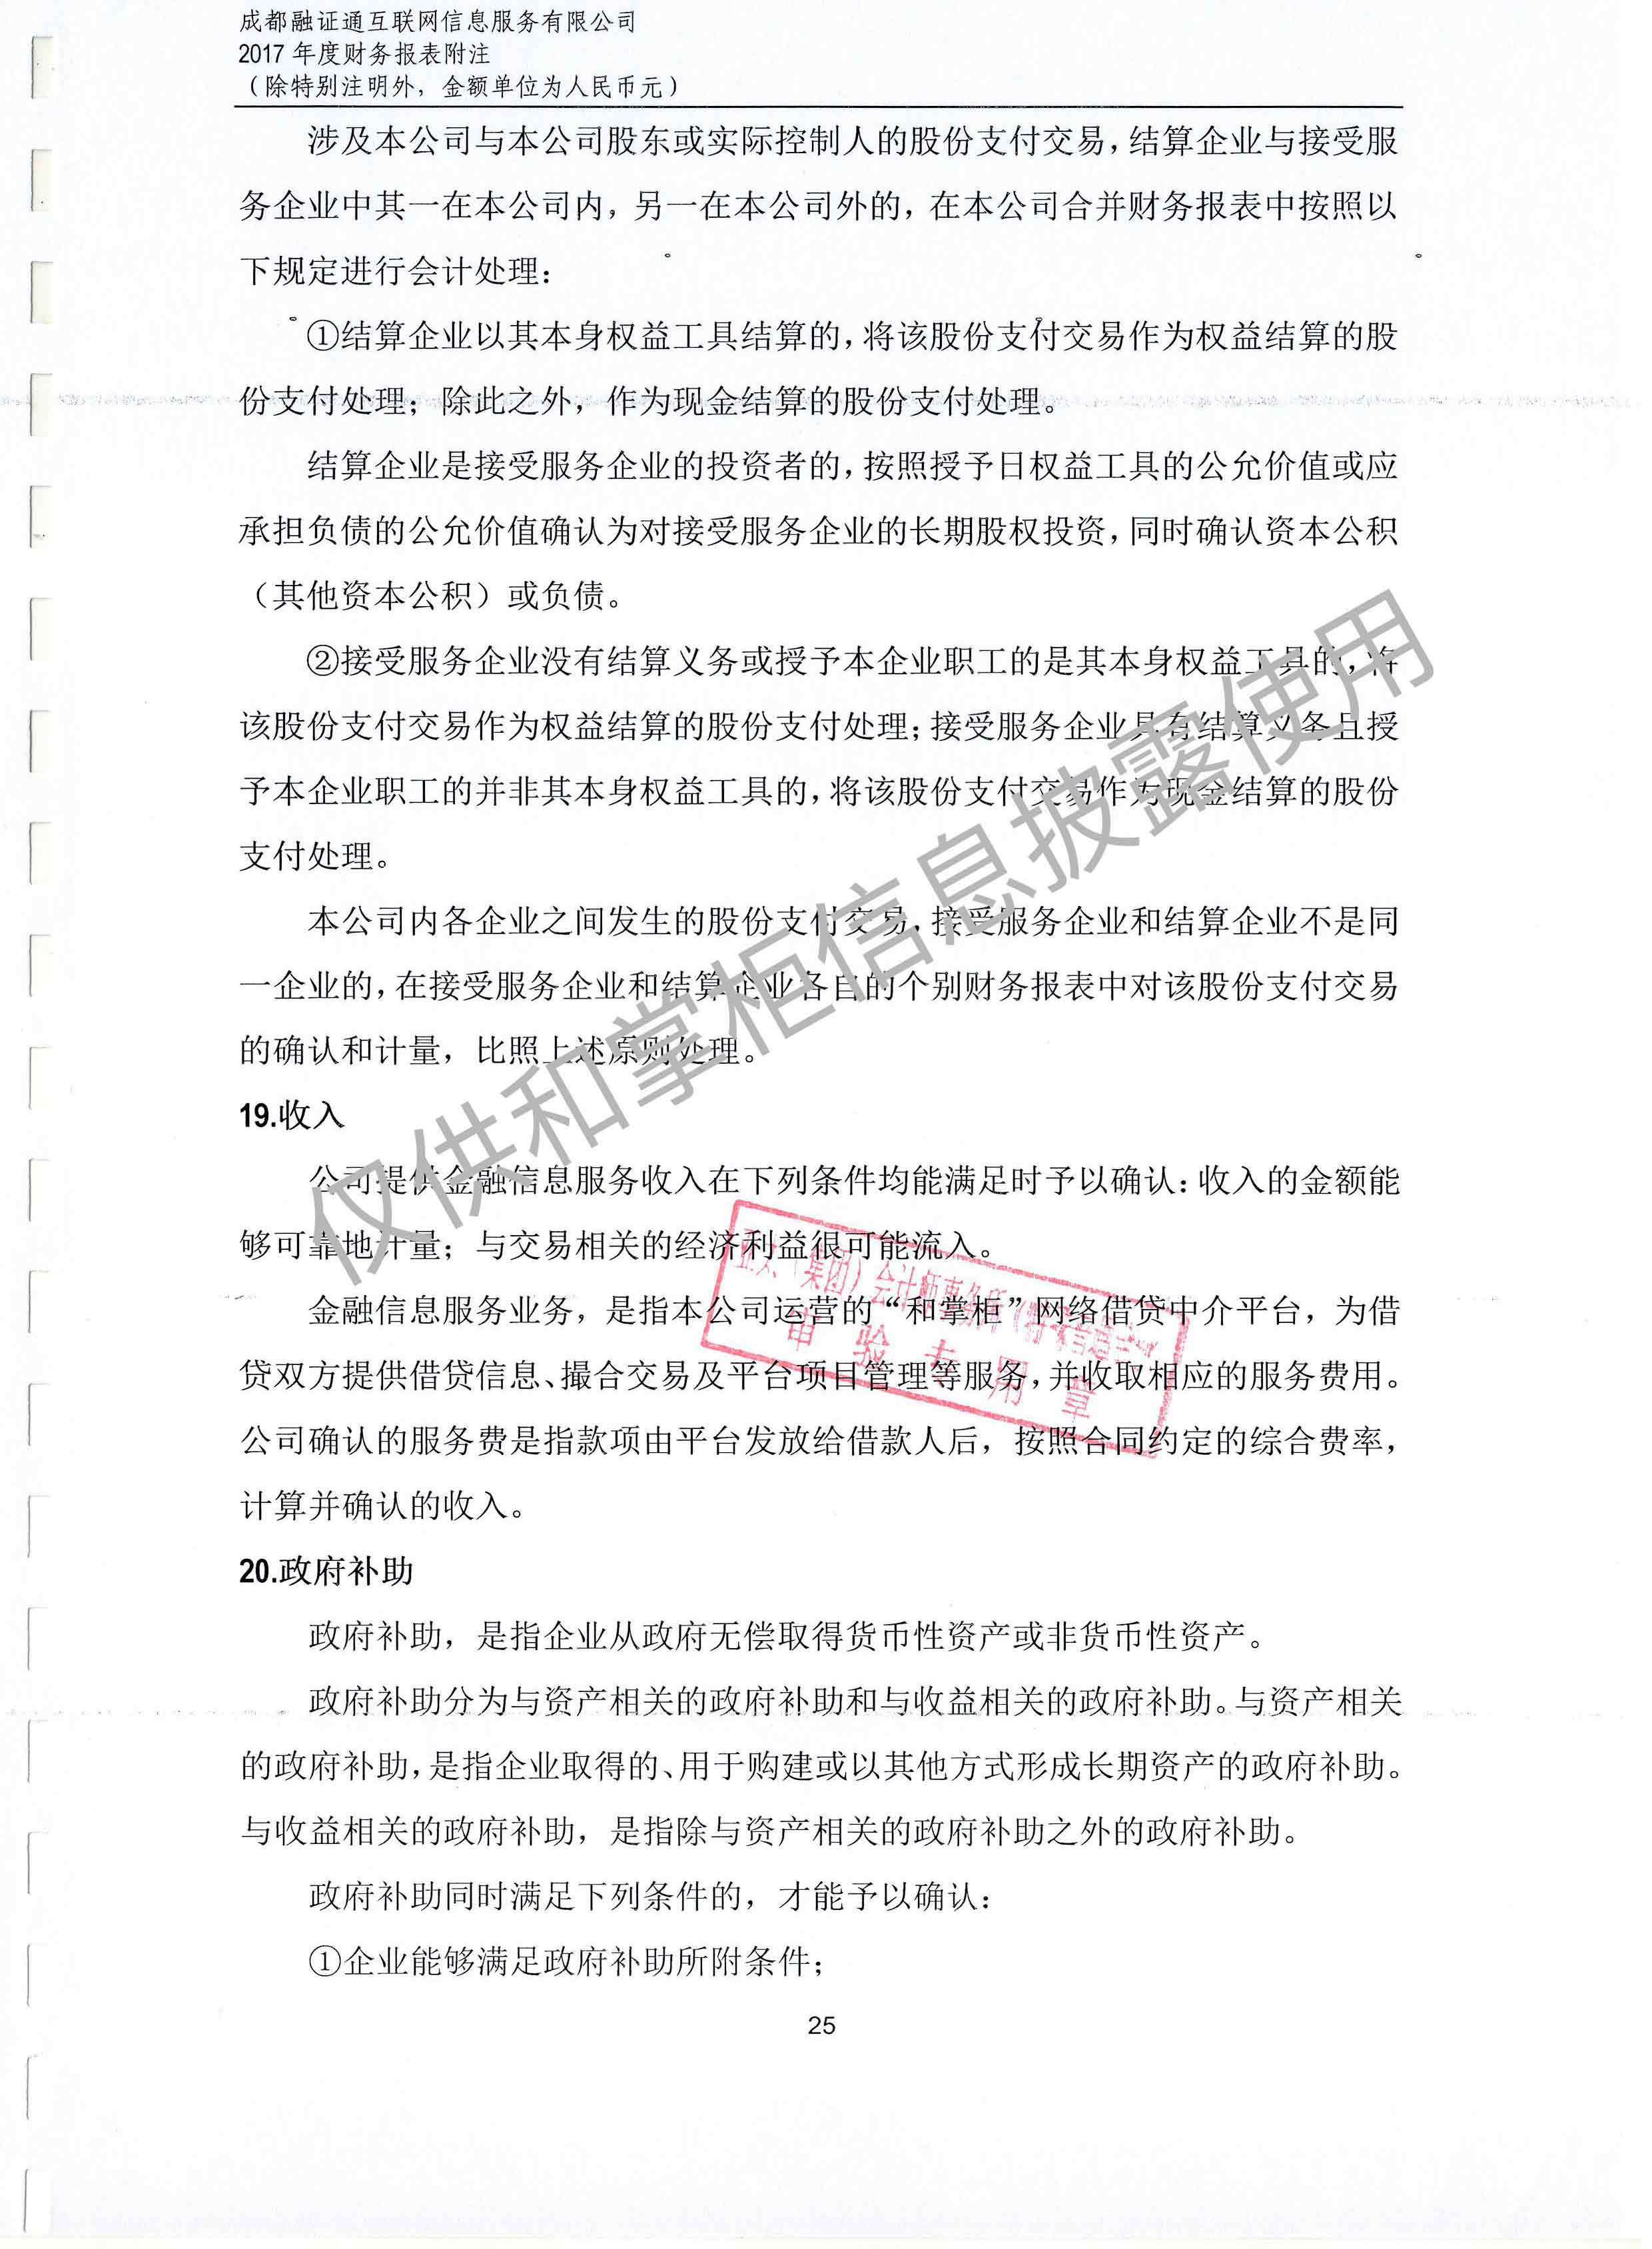 成都融证通互联网信息服务有限公司
2017 年度财务报表附注
（除特别注明外，金额单位为人民币元）
涉及本公司与本公司股东或实际控制人的股份支付交易，结算企业与接受服
务企业中其一在本公司内，另一在本公司外的，在本公司合并财务报表中按照以
下规定进行会计处理：
①结算企业以其本身权益工具结算的，将该股份支付交易作为权益结算的股
份支付处理；除此之外，作为现金结算的股份支付处理。
结算企业是接受服务企业的投资者的，按照授予日权益工具的公允价值或应
承担负债的公允价值确认为对接受服务企业的长期股权投资，同时确认资本公积
（其他资本公积）或负债。
②接受服务企业没有结算义务或授予本企业职工的是其本身权益工具的，将
该股份支付交易作为权益结算的股份支付处理；接受服务企业具有结算义务且授
予本企业职工的并非其本身权益工具的，将该股份支付交易作为现金结算的股份
支付处理。
本公司内各企业之间发生的股份支付交易，接受服务企业和结算企业不是同
一企业的，在接受服务企业和结算企业各自的个别财务报表中对该股份支付交易
的确认和计量，比照上述原则处理。
仅供和掌柜信息披露使用
19.收入
公司提供金融信息服务收入在下列条件均能满足时予以确认：收入的金额能
够可靠地计量；与交易相关的经济利益很可能流入。
亚太（集团）会计师事务所（特殊普通合伙）
审验专用章
金融信息服务业务，是指本公司运营的“和掌柜”网络借贷中介平台，为借
贷双方提供借贷信息、撮合交易及平台项目管理等服务，并收取相应的服务费用。
公司确认的服务费是指款项由平台发放给借款人后，按照合同约定的综合费率，
计算并确认的收入。
20.政府补助
政府补助，是指企业从政府无偿取得货币性资产或非货币性资产。
政府补助分为与资产相关的政府补助和与收益相关的政府补助。与资产相关
的政府补助，是指企业取得的、用于购建或以其他方式形成长期资产的政府补助。
与收益相关的政府补助，是指除与资产相关的政府补助之外的政府补助。
政府补助同时满足下列条件的，才能予以确认：
①企业能够满足政府补助所附条件；
25